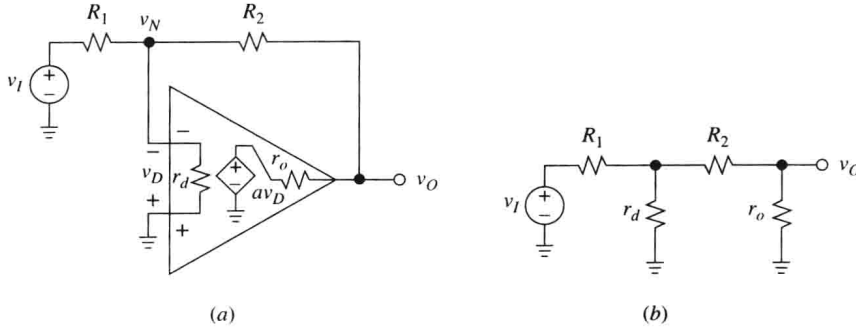 R1 vN R2
vI + −
− −
vD rd + − ro vO
+ avD
+
(a)
R1 R2
vO
vI + − rd ro
(b)